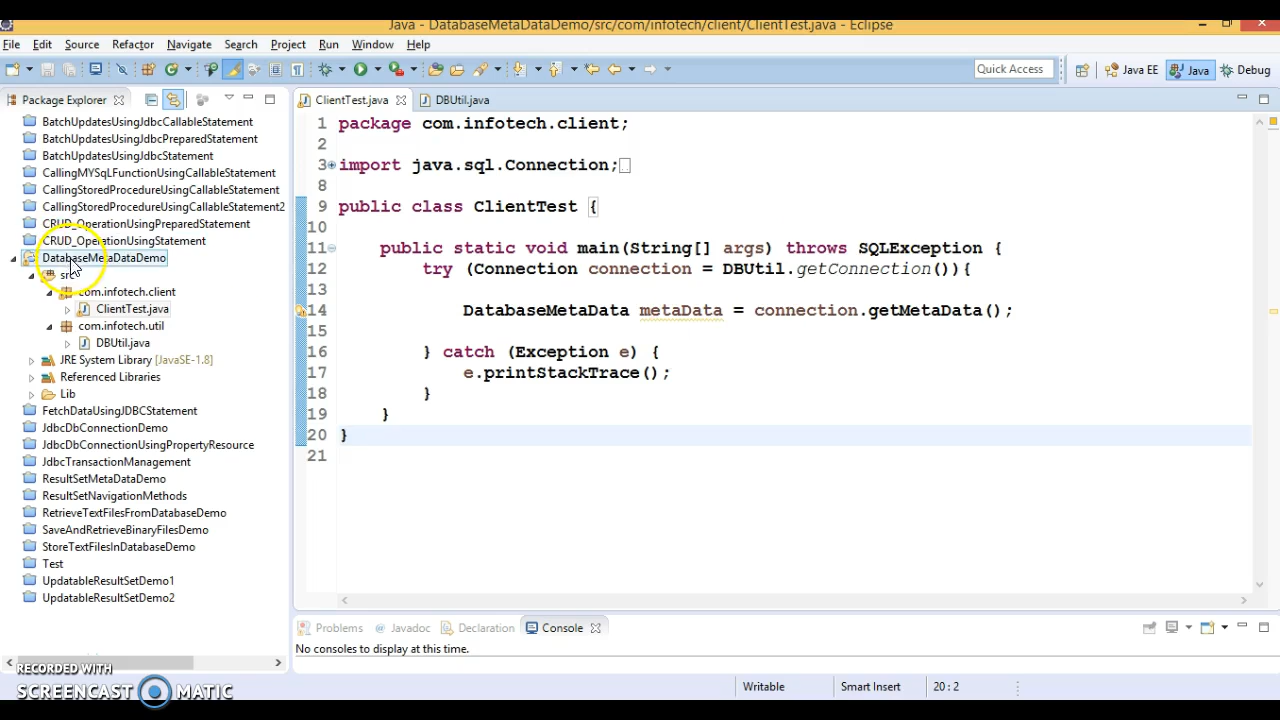 Java - DatabaseMetaDataDemo/src/com/infotech/client/ClientTest.java - Eclipse
File Edit Source Refactor Navigate Search Project Run Window Help
Quick Access Java EE Java Debug
Package Explorer
BatchUpdatesUsingJdbcCallableStatement
BatchUpdatesUsingJdbcPreparedStatement
BatchUpdatesUsingJdbcStatement
CallingMYSqlFunctionUsingCallableStatement
CallingStoredProcedureUsingCallableStatement
CallingStoredProcedureUsingCallableStatement2
CRUD_OperationUsingPreparedStatement
CRUD_OperationUsingStatement
DatabaseMetaDataDemo
src
com.infotech.client
ClientTest.java
com.infotech.util
DBUtil.java
JRE System Library [JavaSE-1.8]
Referenced Libraries
Lib
FetchDataUsingJDBCStatement
JdbcDbConnectionDemo
JdbcDbConnectionUsingPropertyResource
JdbcTransactionManagement
ResultSetMetaDataDemo
ResultSetNavigationMethods
RetrieveTextFilesFromDatabaseDemo
SaveAndRetrieveBinaryFilesDemo
StoreTextFilesInDatabaseDemo
Test
UpdatableResultSetDemo1
UpdatableResultSetDemo2
ClientTest.java DBUtil.java
1 package com.infotech.client;
2
3 import java.sql.Connection;
8
9 public class ClientTest {
10
11 public static void main(String[] args) throws SQLException {
12 try (Connection connection = DBUtil.getConnection()){
13
14 DatabaseMetaData metaData = connection.getMetaData();
15
16 } catch (Exception e) {
17 e.printStackTrace();
18 }
19 }
20 }
21
Problems Javadoc Declaration Console
No consoles to display at this time.
Writable Smart Insert 20 : 2
RECORDED WITH
SCREENCAST MATIC